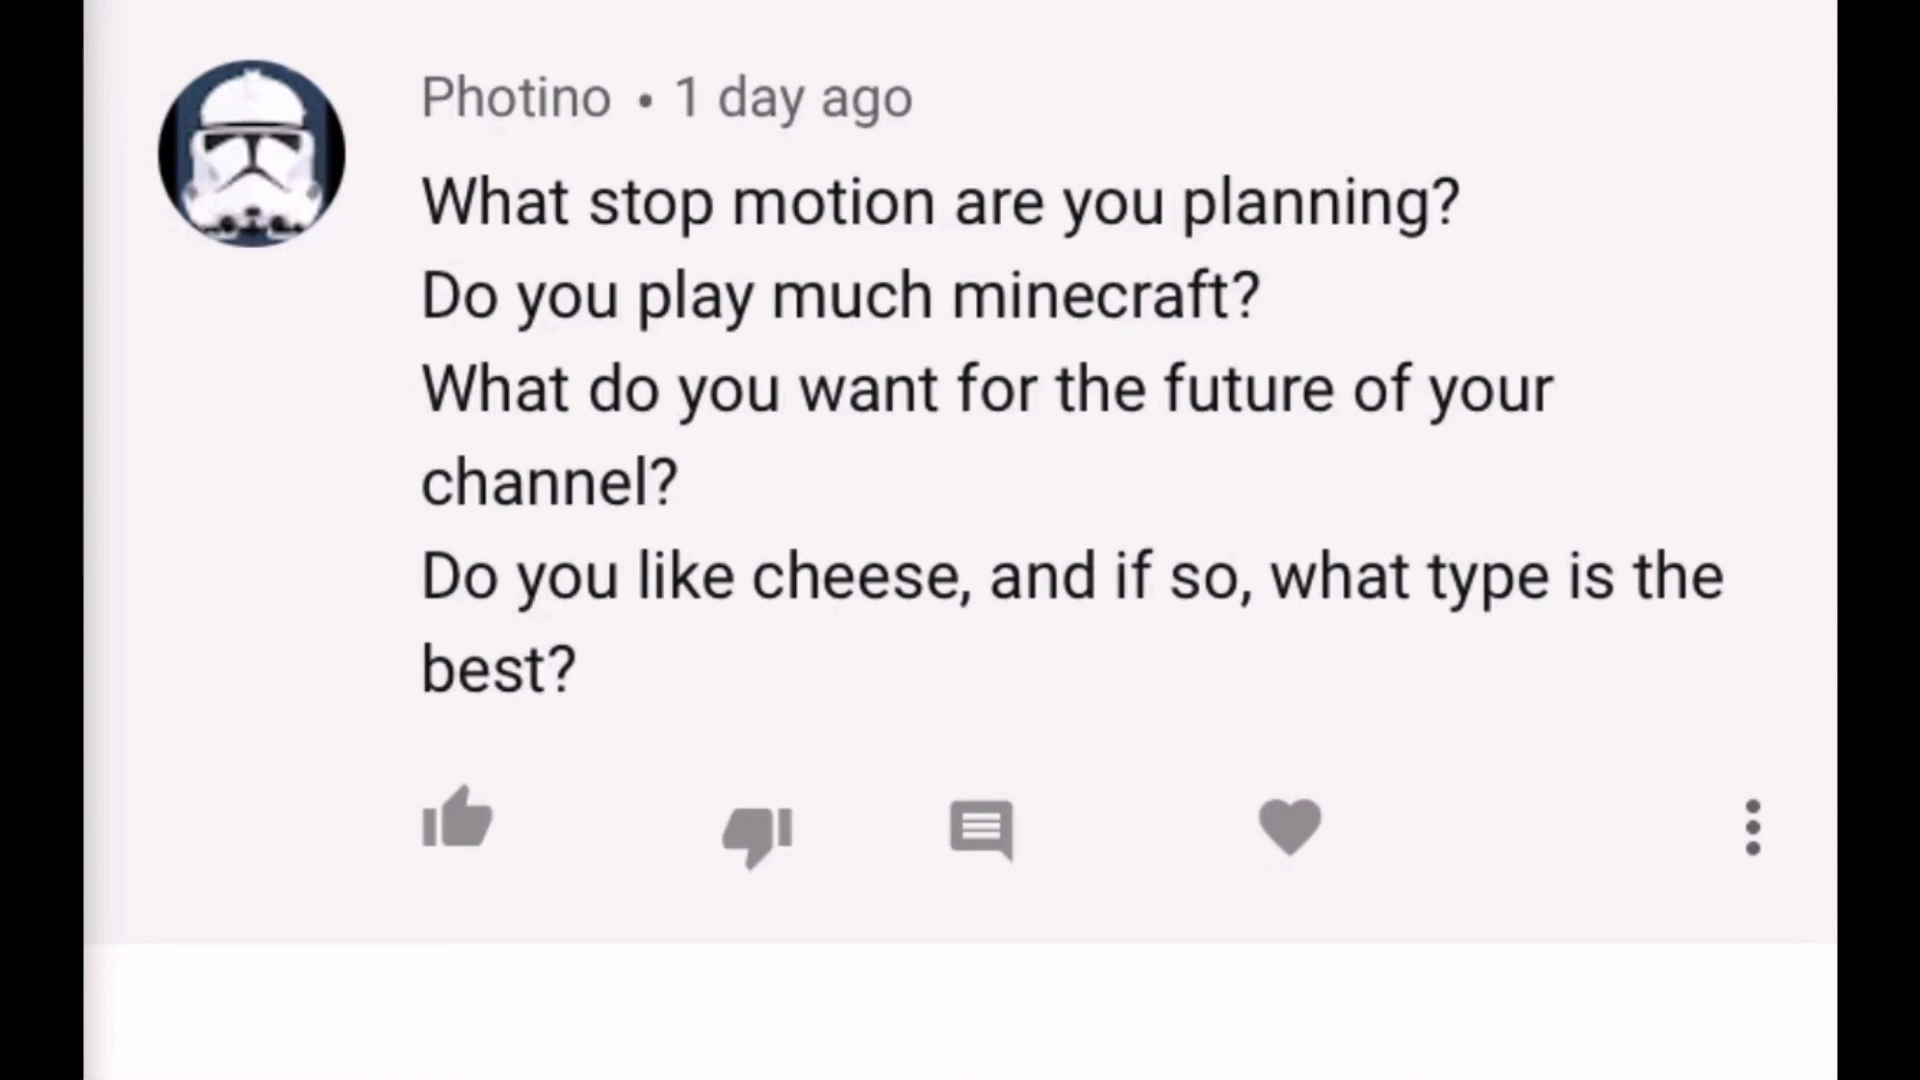 Photino • 1 day ago
What stop motion are you planning?
Do you play much minecraft?
What do you want for the future of your
channel?
Do you like cheese, and if so, what type is the
best?